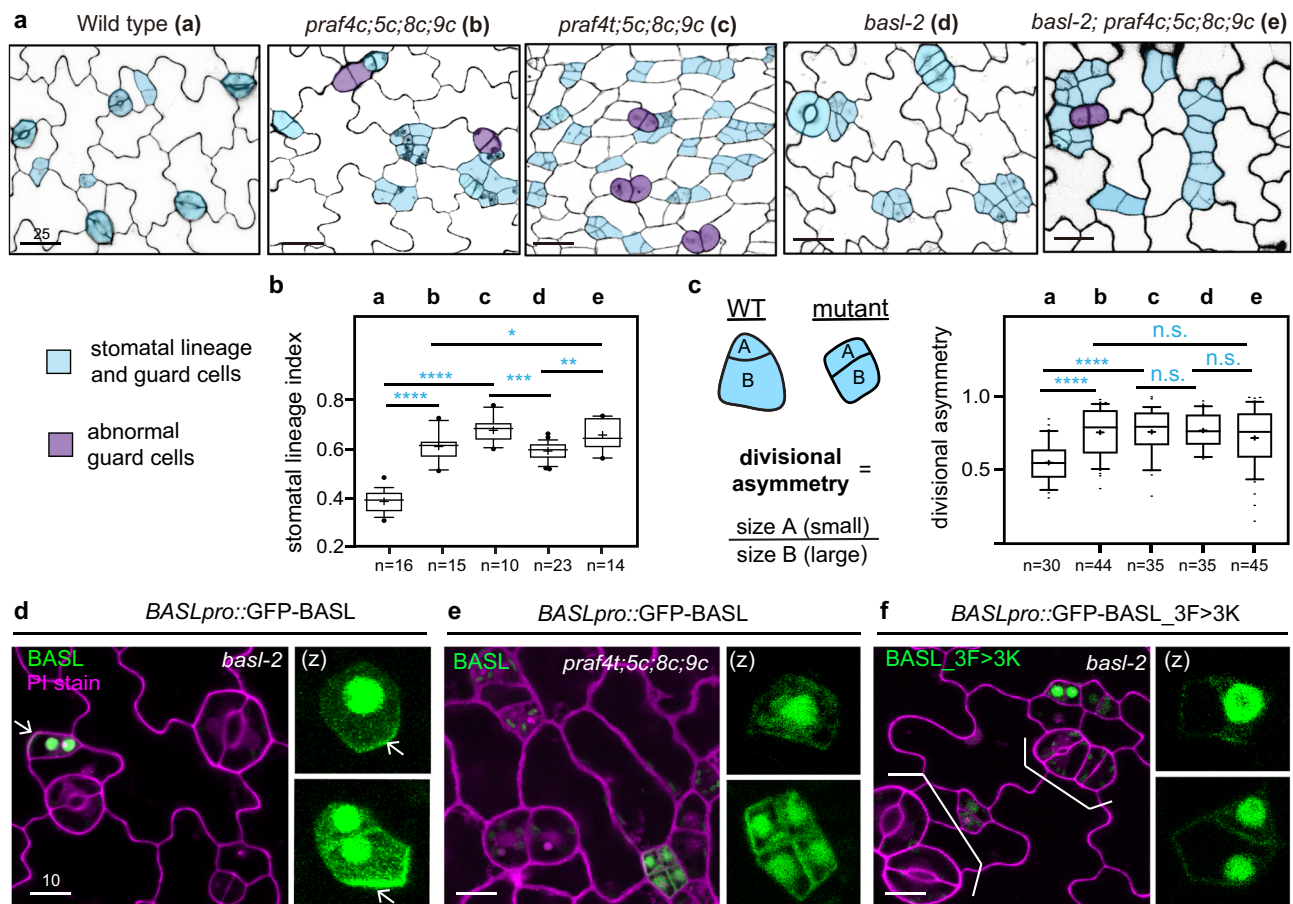 a
Wild type (a)
praf4c;5c;8c;9c (b)
praf4t;5c;8c;9c (c)
basl-2 (d)
basl-2; praf4c;5c;8c;9c (e)
25
stomatal lineage
and guard cells
abnormal
guard cells
b
a b c d e
stomatal lineage index
0.8
0.6
0.4
0.2
*
**** **
***
****
n=16 n=15 n=10 n=23 n=14
c
WT mutant
A
B
A
B
divisional
asymmetry =
size A (small)
size B (large)
a b c d e
divisional asymmetry
1.0
0.5
n.s.
**** n.s.
**** n.s.
n=30 n=44 n=35 n=35 n=45
d
BASLpro::GFP-BASL
BASL
PI stain
basl-2
(z)
10
e
BASLpro::GFP-BASL
BASL
praf4t;5c;8c;9c
(z)
f
BASLpro::GFP-BASL_3F>3K
BASL_3F>3K
basl-2
(z)